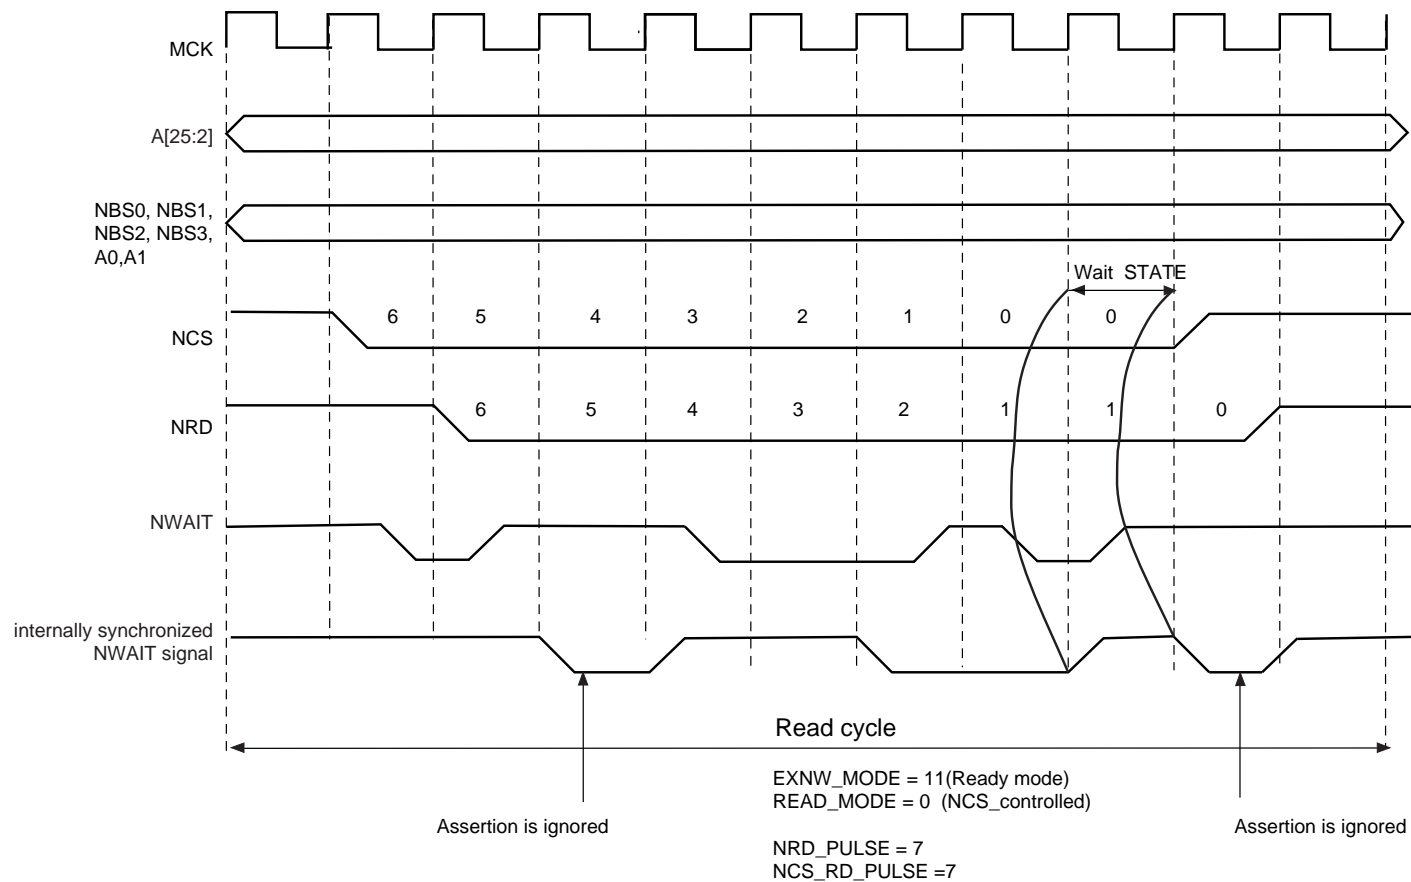 MCK
A[25:2]
NBS0, NBS1,
NBS2, NBS3,
A0,A1
Wait STATE
NCS
6 5 4 3 2 1 0 0
NRD
6 5 4 3 2 1 1 0
NWAIT
internally synchronized
NWAIT signal
Read cycle
EXNW_MODE = 11(Ready mode)
READ_MODE = 0 (NCS_controlled)
Assertion is ignored
Assertion is ignored
NRD_PULSE = 7
NCS_RD_PULSE =7